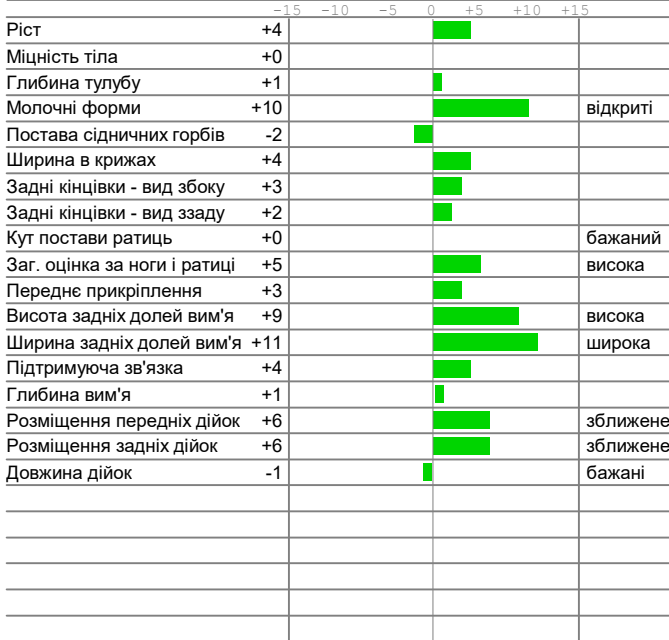 -15 -10 -5 0 +5 +10 +15
Ріст +4
Міцність тіла +0
Глибина тулубу +1
Молочні форми +10 відкриті
Постава сідничних горбів -2
Ширина в крижах +4
Задні кінцівки - вид збоку +3
Задні кінцівки - вид ззаду +2
Кут постави ратиць +0 бажаний
Заг. оцінка за ноги і ратиці +5 висока
Переднє прикріплення +3
Висота задніх долей вим'я +9 висока
Ширина задніх долей вим'я +11 широка
Підтримуюча зв'язка +4
Глибина вим'я +1
Розміщення передніх дійок +6 зближене
Розміщення задніх дійок +6 зближене
Довжина дійок -1 бажані